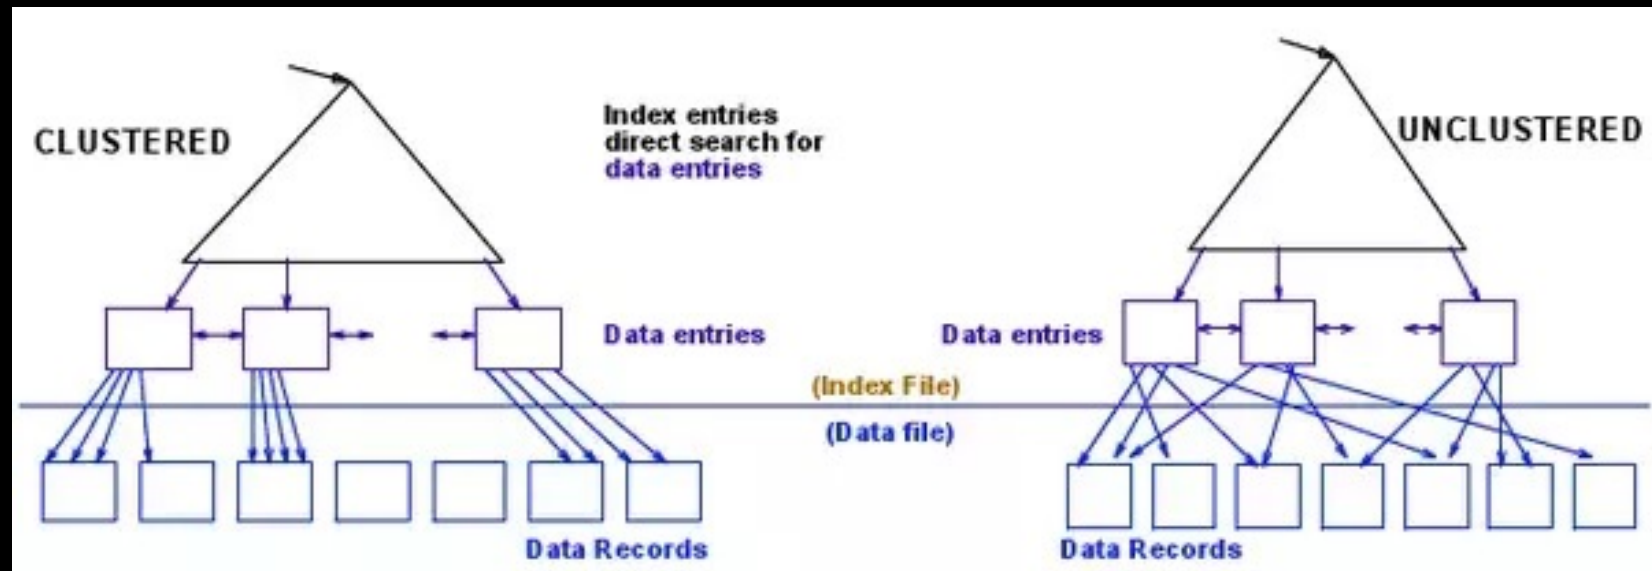 CLUSTERED
Index entries
direct search for
data entries
UNCLUSTERED
Data entries
Data entries
(Index File)
(Data file)
Data Records
Data Records